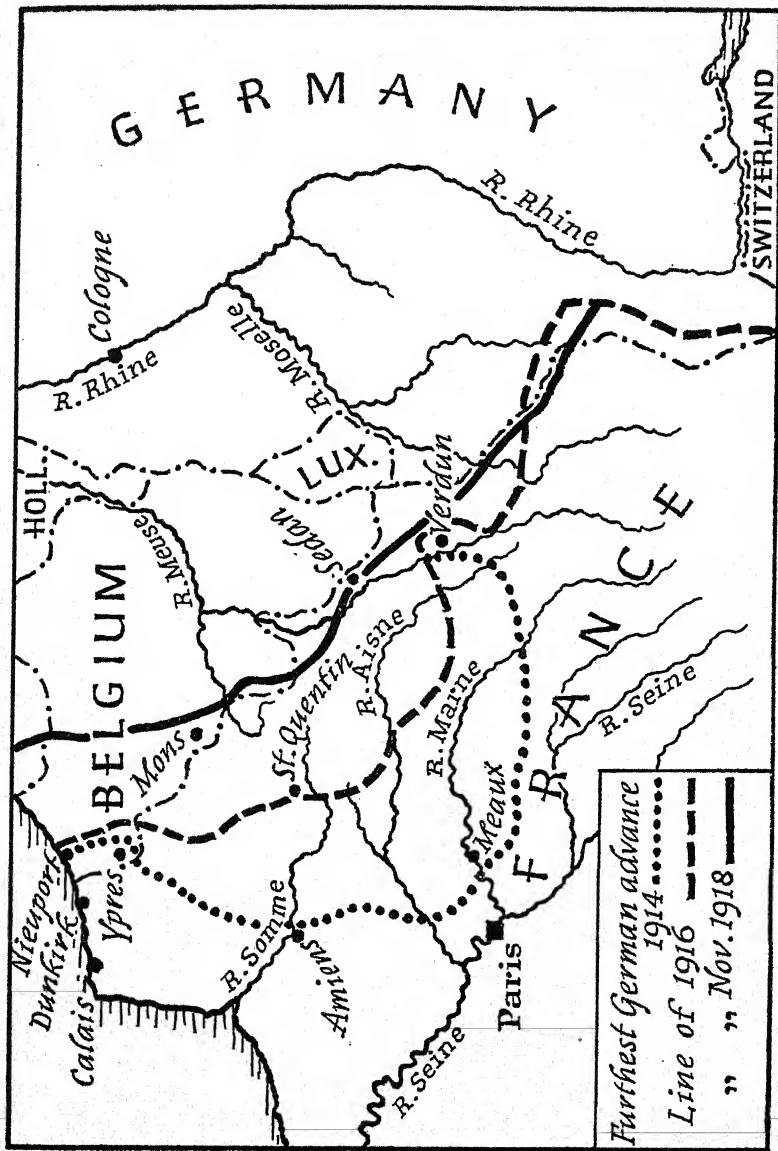 HOLL.
GERMANY
Nieuport
Dunkirk
Calais
Ypres
BELGIUM
Mons
R. Meuse
Cologne
R. Rhine
R. Somme
Amiens
St. Quentin
Sedan
LUX.
R. Moselle
R. Aisne
Verdun
R. Rhine
R. Seine
Paris
Meaux
R. Marne
FRANCE
R. Seine
SWITZERLAND
Furthest German advance
1914
Line of 1916
" " Nov. 1918